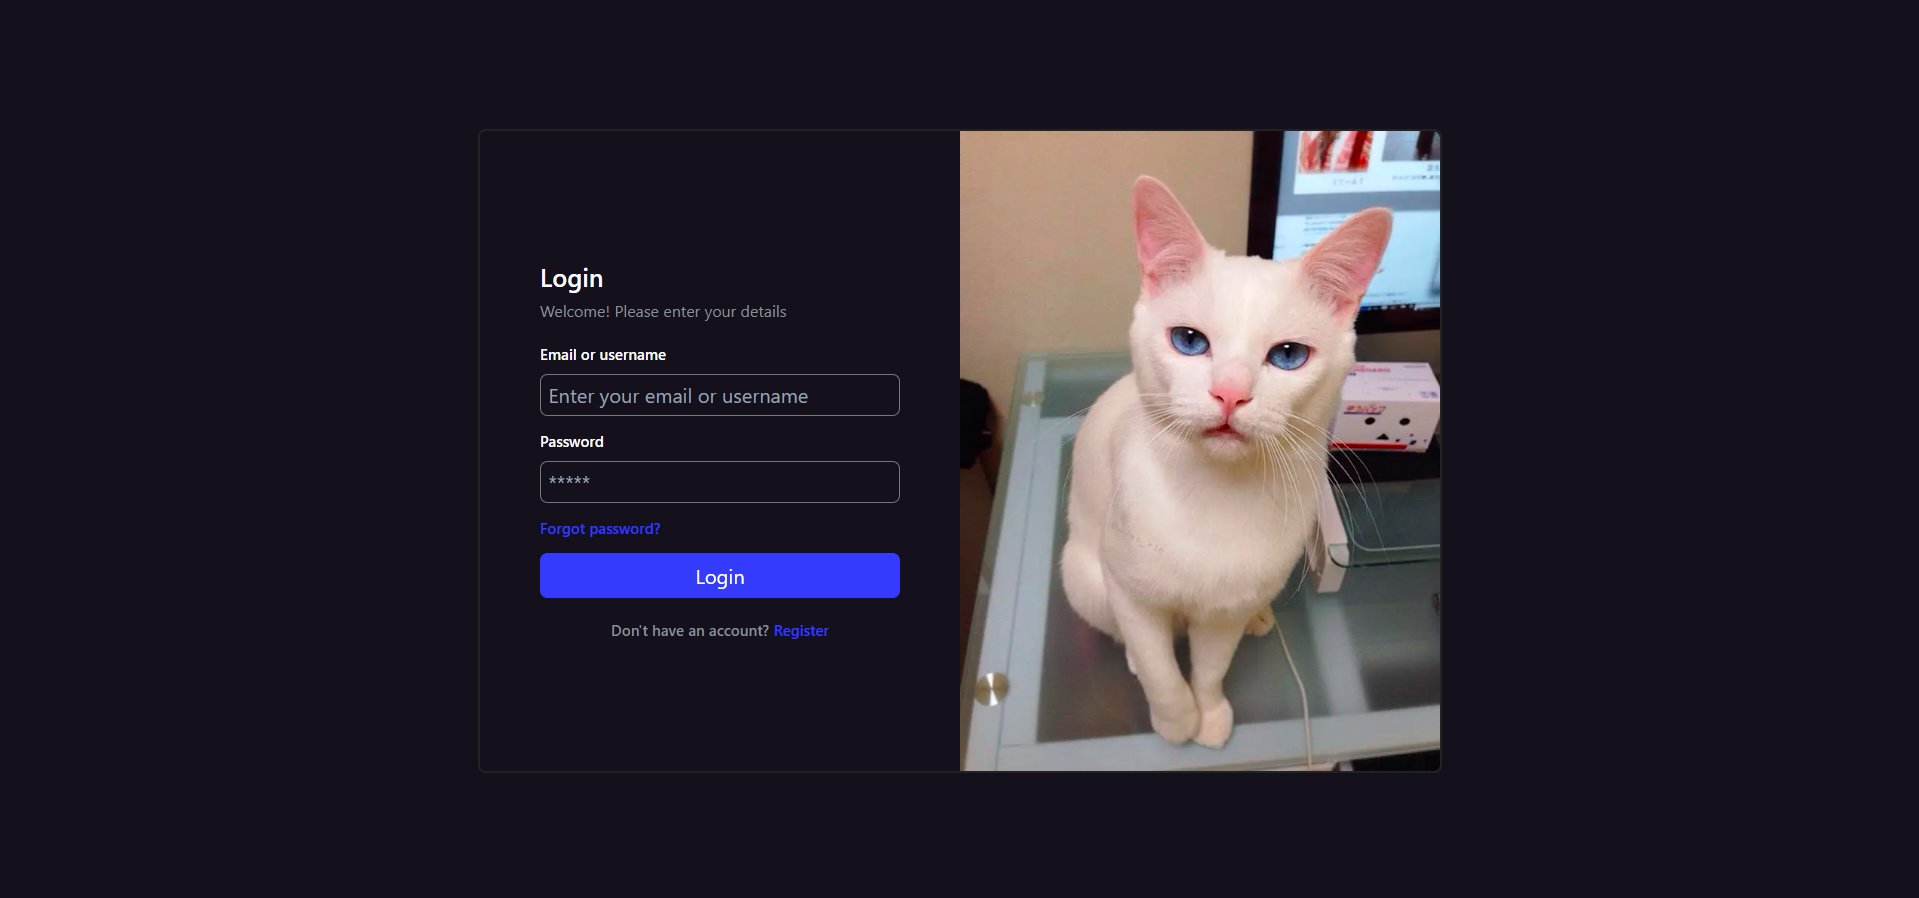 Login
Welcome! Please enter your details
Email or username
Enter your email or username
Password
*****
Forgot password?
Login
Don't have an account? Register